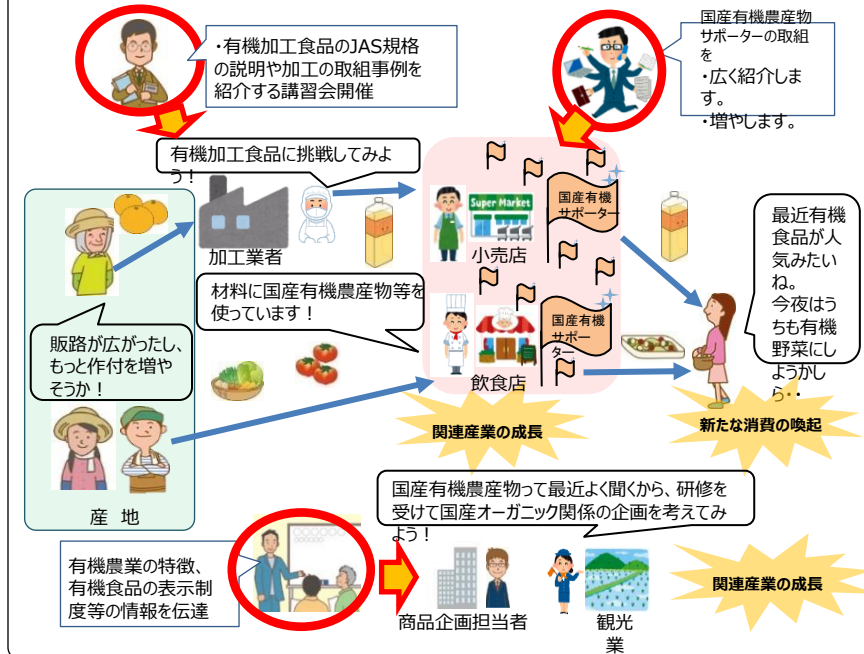 ・有機加工食品のJAS規格
の説明や加工の取組事例を
紹介する講習会開催
国産有機農産物
サポーターの取組
を
・広く紹介しま
す。
・増やします。
有機加工食品に挑戦してみよ
う！
加工業者
Super Market
小売店
国産有機
サポーター
最近有機
食品が人
気みたい
ね。
今夜はう
ちも有機
野菜にし
ようかし
ら・・
材料に国産有機農産物等を
使っています！
販路が広がったし、
もっと作付を増や
そうか！
飲食店
国産有機
サポー
ター
関連産業の成長
新たな消費の喚起
産 地
国産有機農産物って最近よく聞くから、研修を
受けて国産オーガニック関係の企画を考えてみ
よう！
有機農業の特徴、
有機食品の表示制
度等の情報を伝達
商品企画担当者
観光
業
関連産業の成長